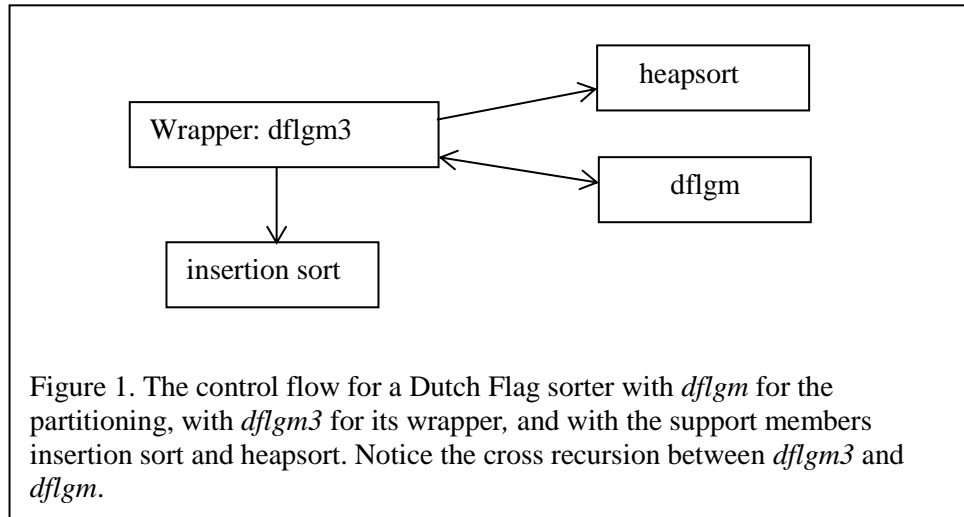 heapsort
Wrapper: dflgm3
dflgm
insertion sort
Figure 1. The control flow for a Dutch Flag sorter with dflgm for the
partitioning, with dflgm3 for its wrapper, and with the support members
insertion sort and heapsort. Notice the cross recursion between dflgm3 and
dflgm.